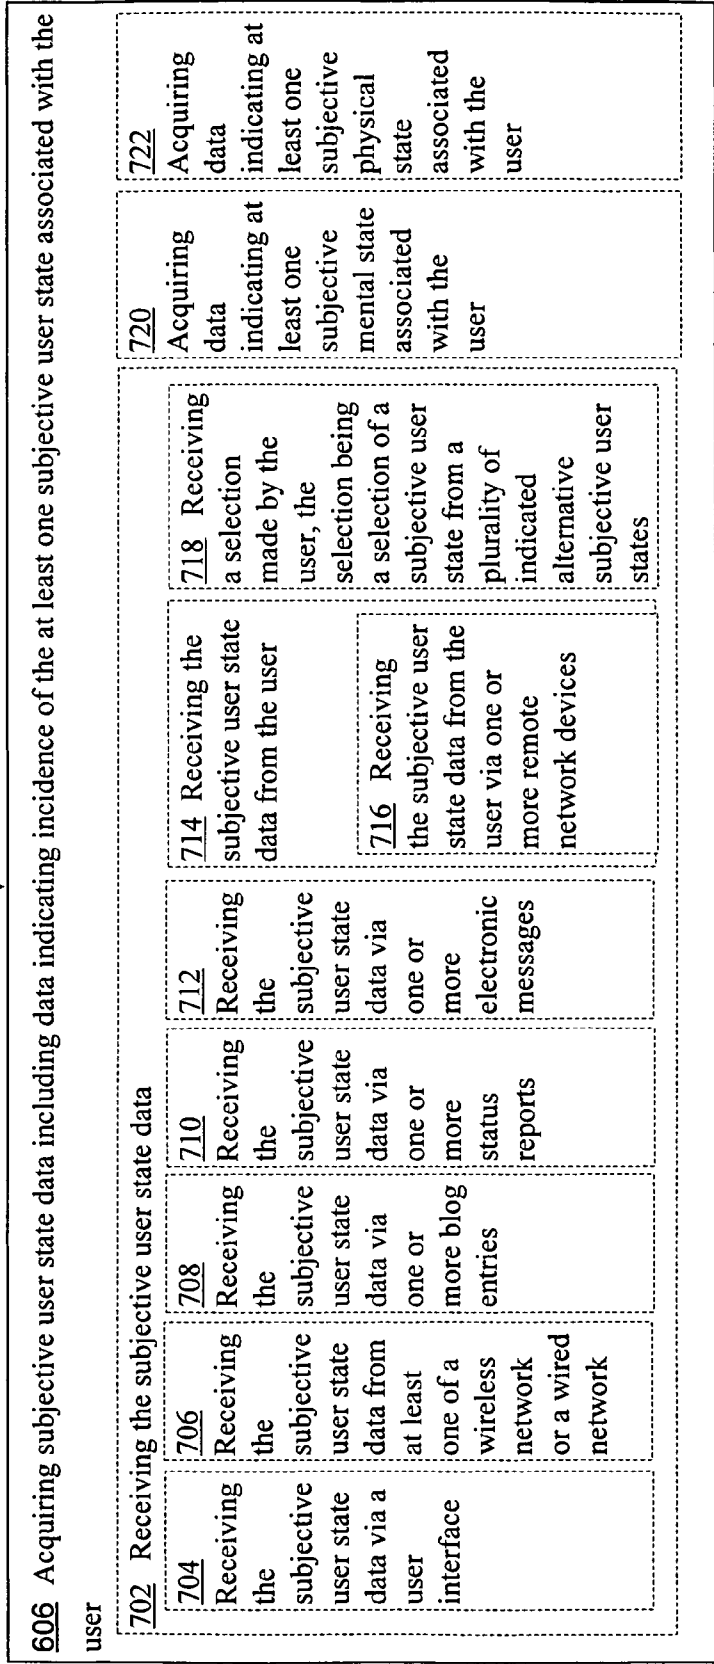 606 Acquiring subjective user state data including data indicating incidence of the at least one subjective user state associated with the
user
702 Receiving the subjective user state data
704
Receiving
the
subjective
user state
data via a
user
interface
706
Receiving
the
subjective
user state
data from
at least
one of a
wireless
network
or a wired
network
708
Receiving
the
subjective
user state
data via
one or
more blog
entries
710
Receiving
the
subjective
user state
data via
one or
more
status
reports
712
Receiving
the
subjective
user state
data via
one or
more
electronic
messages
714 Receiving the
subjective user state
data from the user
716 Receiving
the subjective user
state data from the
user via one or
more remote
network devices
718 Receiving
a selection
made by the
user, the
selection being
a selection of a
subjective user
state from a
plurality of
indicated
alternative
subjective user
states
720
Acquiring
data
indicating at
least one
subjective
mental state
associated
with the
user
722
Acquiring
data
indicating at
least one
subjective
physical
state
associated
with the
user